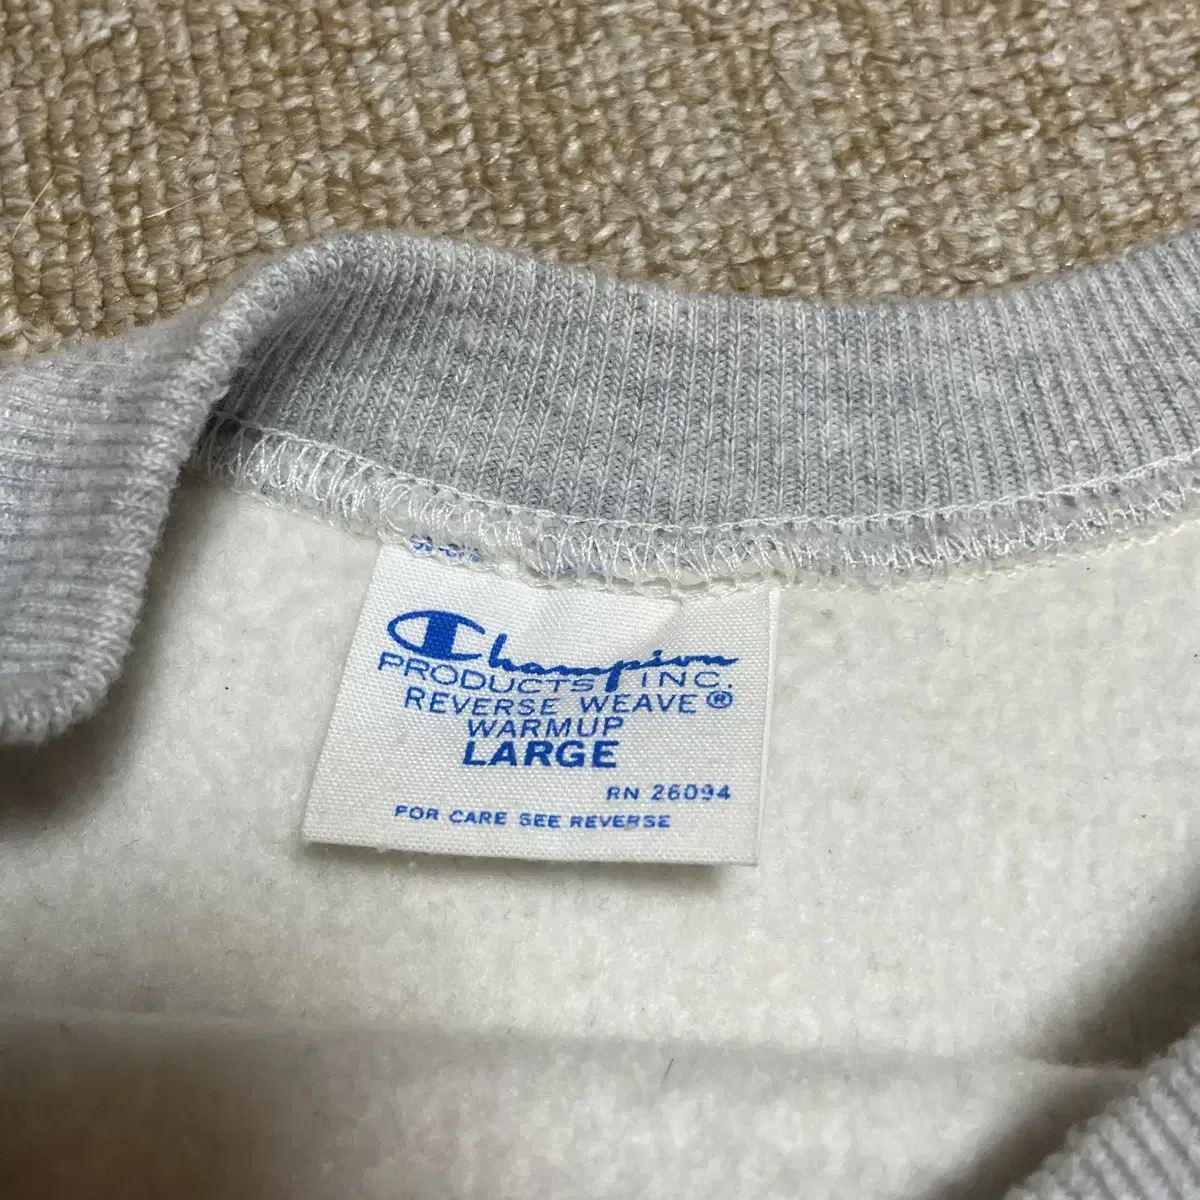 Champion
PRODUCTS INC.
REVERSE WEAVE®
WARMUP
LARGE
RN 26094
FOR CARE SEE REVERSE